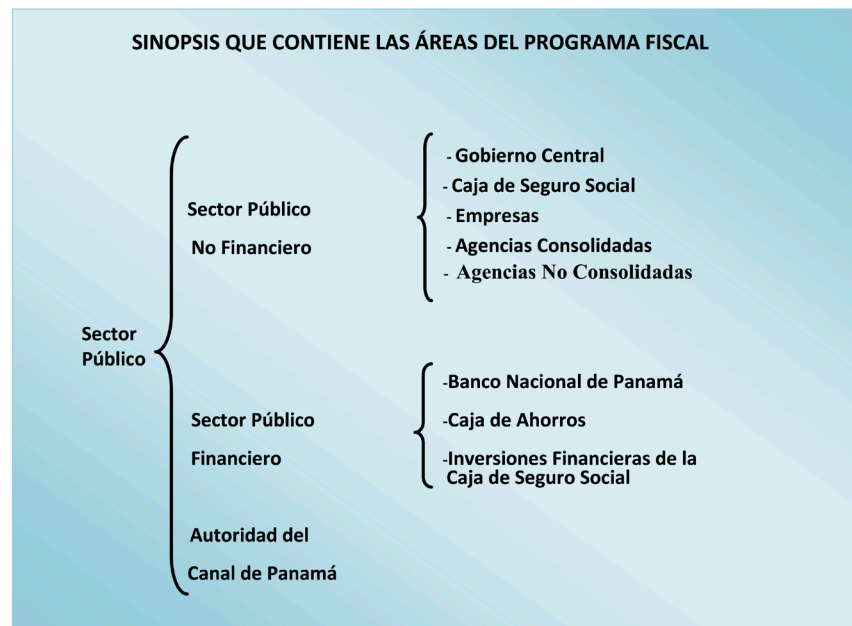 SINOPSIS QUE CONTIENE LAS ÁREAS DEL PROGRAMA FISCAL
Sector
Público
Sector Público
No Financiero
- Gobierno Central
- Caja de Seguro Social
- Empresas
- Agencias Consolidadas
- Agencias No Consolidadas
Sector Público
Financiero
-Banco Nacional de Panamá
-Caja de Ahorros
-Inversiones Financieras de la
Caja de Seguro Social
Autoridad del
Canal de Panamá